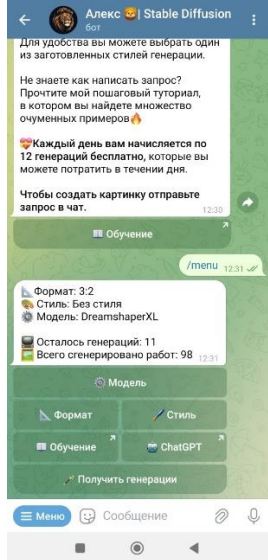 Алекс 🦁| Stable Diffusion
бот
Для удобства вы можете выбрать один
из заготовленных стилей генерации.
Не знаете как написать запрос?
Прочтите мой пошаговый туториал,
в котором вы найдете множество
очуменных примеров🔥
💝Каждый день вам начисляется по
12 генераций бесплатно, которые вы
можете потратить в течении дня.
Чтобы создать картинку отправьте
запрос в чат.
12:30
📖 Обучение
/menu 12:31
📐 Формат: 3:2
🎨 Стиль: Без стиля
⚙️ Модель: DreamshaperXL
Осталось генераций: 11
Всего сгенерировано работ: 98 12:31
⚙️ Модель
📐 Формат
🖌️ Стиль
📖 Обучение
🤖 ChatGPT
Получить генерации
Меню
Сообщение